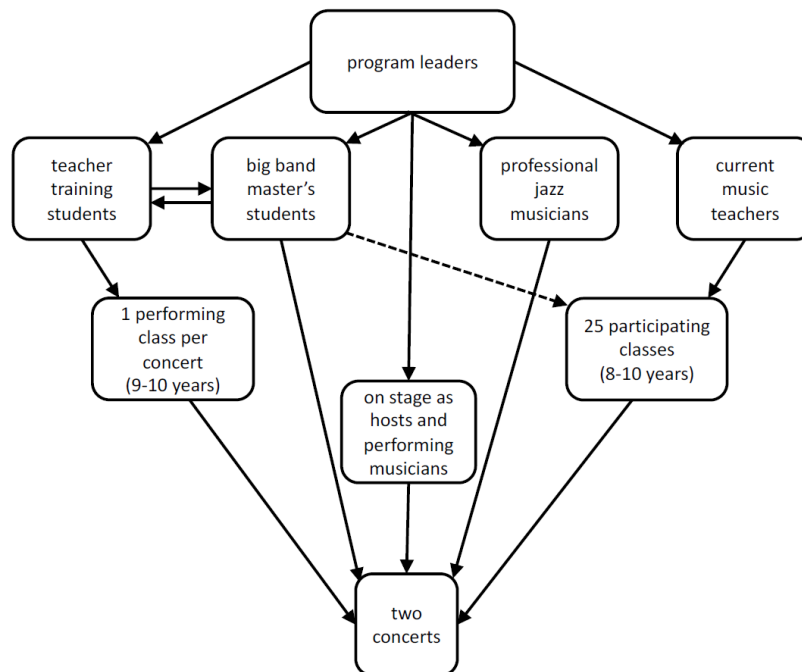 program leaders
teacher
training
students
big band
master's
students
professional
jazz
musicians
current
music
teachers
1 performing
class per
concert
(9-10 years)
25 participating
classes
(8-10 years)
on stage as
hosts and
performing
musicians
two
concerts